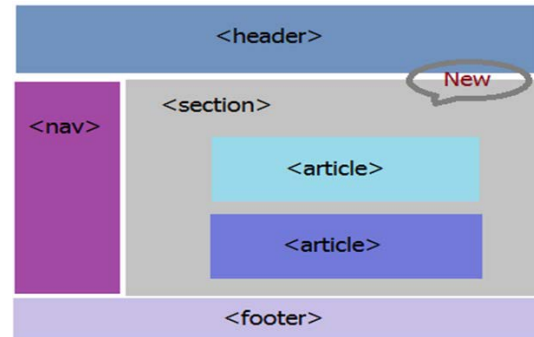 <header>
New
<nav>
<section>
<article>
<article>
<footer>